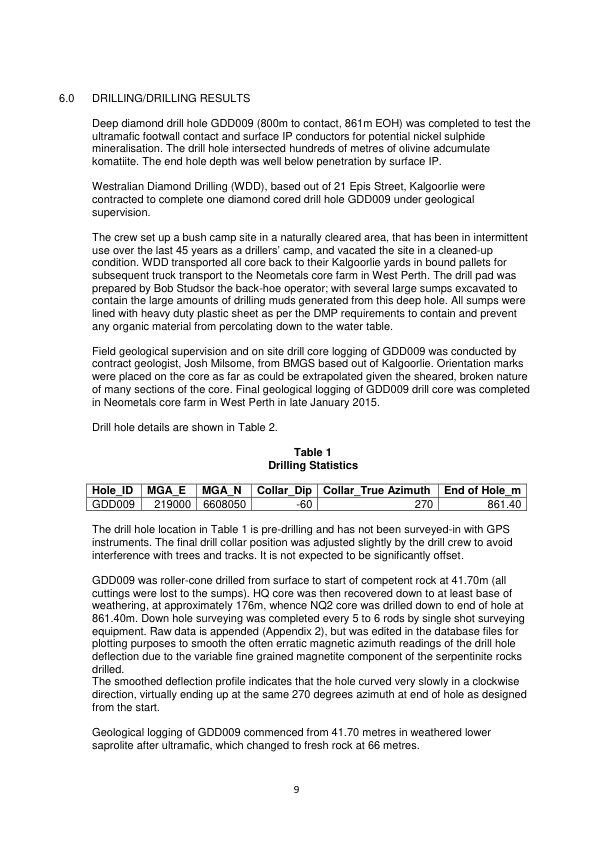 6.0 DRILLING/DRILLING RESULTS
Deep diamond drill hole GDD009 (800m to contact, 861m EOH) was completed to test the
ultramafic footwall contact and surface IP conductors for potential nickel sulphide
mineralisation. The drill hole intersected hundreds of metres of olivine adcumulate
komatiite. The end hole depth was well below penetration by surface IP.
Westralian Diamond Drilling (WDD), based out of 21 Epis Street, Kalgoorlie were
contracted to complete one diamond cored drill hole GDD009 under geological
supervision.
The crew set up a bush camp site in a naturally cleared area, that has been in intermittent
use over the last 45 years as a drillers' camp, and vacated the site in a cleaned-up
condition. WDD transported all core back to their Kalgoorlie yards in bound pallets for
subsequent truck transport to the Neometals core farm in West Perth. The drill pad was
prepared by Bob Studsor the back-hoe operator; with several large sumps excavated to
contain the large amounts of drilling muds generated from this deep hole. All sumps were
lined with heavy duty plastic sheet as per the DMP requirements to contain and prevent
any organic material from percolating down to the water table.
Field geological supervision and on site drill core logging of GDD009 was conducted by
contract geologist, Josh Milsome, from BMGS based out of Kalgoorlie. Orientation marks
were placed on the core as far as could be extrapolated given the sheared, broken nature
of many sections of the core. Final geological logging of GDD009 drill core was completed
in Neometals core farm in West Perth in late January 2015.
Drill hole details are shown in Table 2.
Table 1
Drilling Statistics
Hole_ID MGA_E MGA_N Collar_Dip Collar_True Azimuth End of Hole_m
GDD009 219000 6608050 -60 270 861.40
The drill hole location in Table 1 is pre-drilling and has not been surveyed-in with GPS
instruments. The final drill collar position was adjusted slightly by the drill crew to avoid
interference with trees and tracks. It is not expected to be significantly offset.
GDD009 was roller-cone drilled from surface to start of competent rock at 41.70m (all
cuttings were lost to the sumps). HQ core was then recovered down to at least base of
weathering, at approximately 176m, whence NQ2 core was drilled down to end of hole at
861.40m. Down hole surveying was completed every 5 to 6 rods by single shot surveying
equipment. Raw data is appended (Appendix 2), but was edited in the database files for
plotting purposes to smooth the often erratic magnetic azimuth readings of the drill hole
deflection due to the variable fine grained magnetite component of the serpentinite rocks
drilled.
The smoothed deflection profile indicates that the hole curved very slowly in a clockwise
direction, virtually ending up at the same 270 degrees azimuth at end of hole as designed
from the start.
Geological logging of GDD009 commenced from 41.70 metres in weathered lower
saprolite after ultramafic, which changed to fresh rock at 66 metres.
9